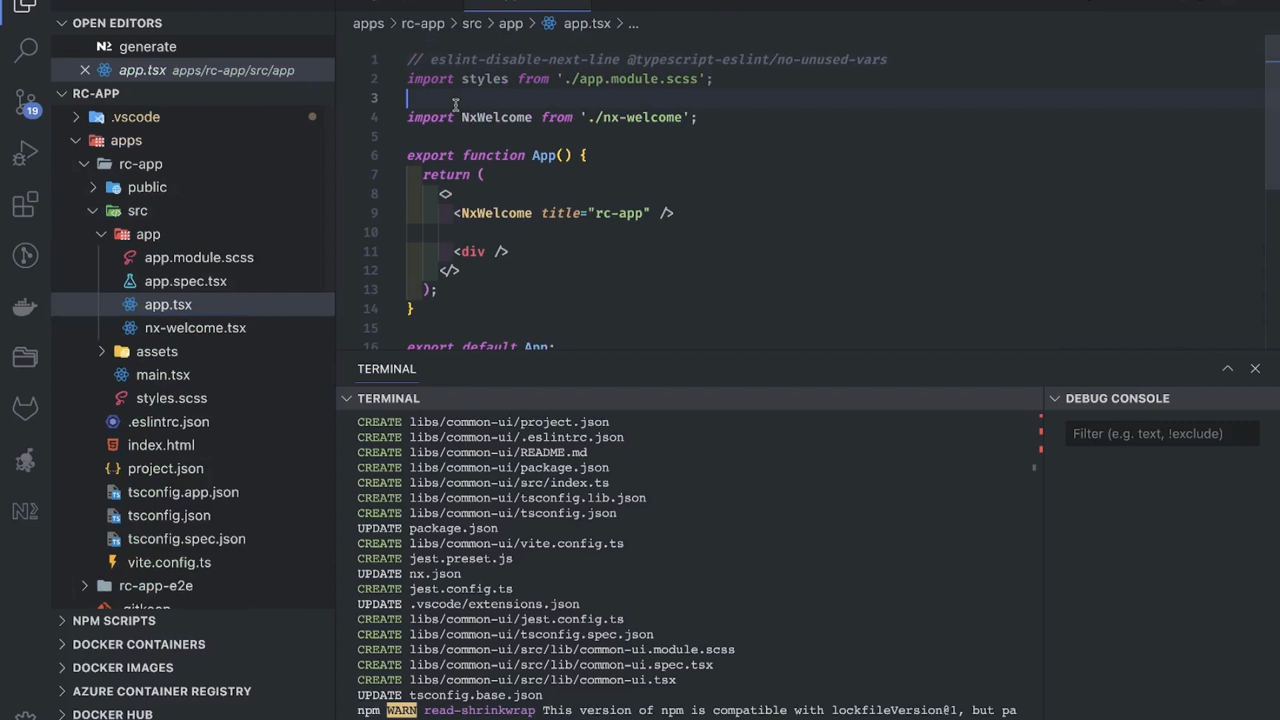 OPEN EDITORS
generate
app.tsx apps/rc-app/src/app
RC-APP
.vscode
apps
rc-app
public
src
app
app.module.scss
app.spec.tsx
app.tsx
nx-welcome.tsx
assets
main.tsx
styles.scss
.eslintrc.json
index.html
project.json
tsconfig.app.json
tsconfig.json
tsconfig.spec.json
vite.config.ts
rc-app-e2e
.gitkeep
NPM SCRIPTS
DOCKER CONTAINERS
DOCKER IMAGES
AZURE CONTAINER REGISTRY
DOCKER HUB
19
apps > rc-app > src > app > app.tsx > ...
1 // eslint-disable-next-line @typescript-eslint/no-unused-vars
2 import styles from './app.module.scss';
3
4 import NxWelcome from './nx-welcome';
5
6 export function App() {
7 return (
8 <>
9 <NxWelcome title="rc-app" />
10
11 <div />
12 </>
13 );
14 }
15
16 export default App;
TERMINAL
TERMINAL
CREATE libs/common-ui/project.json
CREATE libs/common-ui/.eslintrc.json
CREATE libs/common-ui/README.md
CREATE libs/common-ui/package.json
CREATE libs/common-ui/src/index.ts
CREATE libs/common-ui/tsconfig.lib.json
CREATE libs/common-ui/tsconfig.json
UPDATE package.json
CREATE libs/common-ui/vite.config.ts
CREATE jest.preset.js
UPDATE nx.json
CREATE jest.config.ts
UPDATE .vscode/extensions.json
CREATE libs/common-ui/jest.config.ts
CREATE libs/common-ui/tsconfig.spec.json
CREATE libs/common-ui/src/lib/common-ui.module.scss
CREATE libs/common-ui/src/lib/common-ui.spec.tsx
CREATE libs/common-ui/src/lib/common-ui.tsx
UPDATE tsconfig.base.json
npm WARN read-shrinkwrap This version of npm is compatible with lockfileVersion@1, but pa
DEBUG CONSOLE
Filter (e.g. text, !exclude)